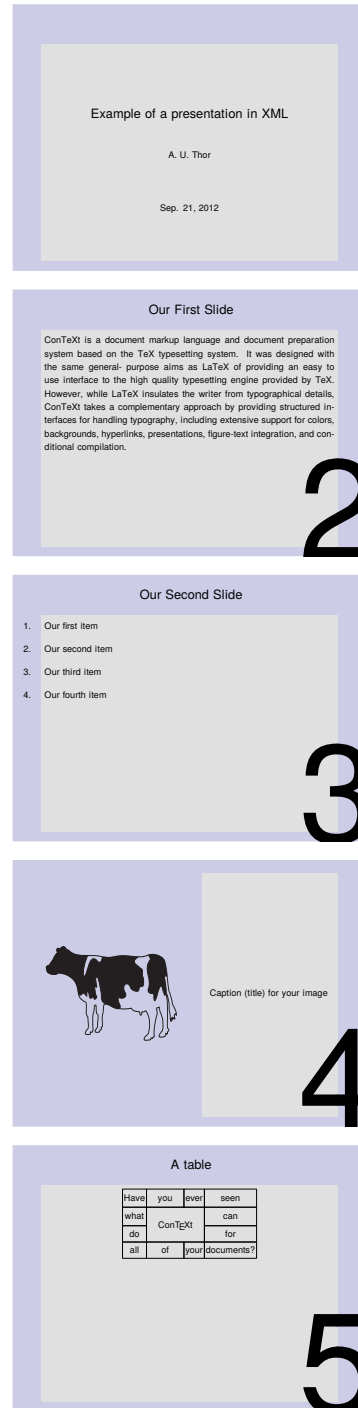 Example of a presentation in XML
A. U. Thor
Sep. 21, 2012
Our First Slide
ConTeXt is a document markup language and document preparation
system based on the TeX typesetting system. It was designed with
the same general- purpose aims as LaTeX of providing an easy to
use interface to the high quality typesetting engine provided by TeX.
However, while LaTeX insulates the writer from typographical details,
ConTeXt takes a complementary approach by providing structured in-
terfaces for handling typography, including extensive support for colors,
backgrounds, hyperlinks, presentations, figure-text integration, and con-
ditional compilation.
2
Our Second Slide
1. Our first item
2. Our second item
3. Our third item
4. Our fourth item
3
Caption (title) for your image
4
A table
Have you ever seen
what ConTEXt can
do for
all of your documents?
5